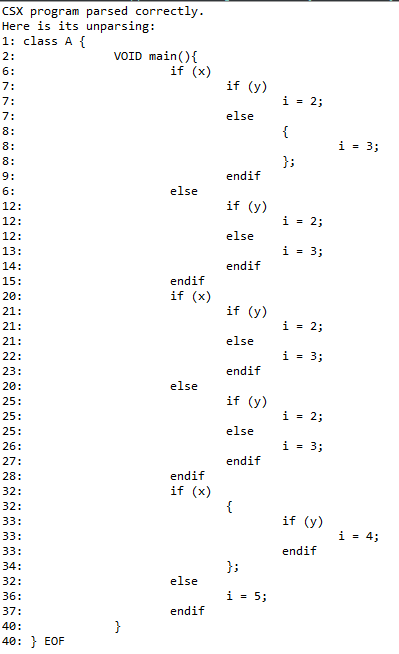 CSX program parsed correctly.
Here is its unparsing:
1: class A {
2:             VOID main(){
6:                     if (x)
7:                             if (y)
7:                                     i = 2;
7:                             else
8:                                     {
8:                                             i = 3;
8:                                     };
9:                             endif
6:                     else
12:                            if (y)
12:                                    i = 2;
12:                            else
13:                                    i = 3;
14:                            endif
15:                    endif
20:                    if (x)
21:                            if (y)
21:                                    i = 2;
21:                            else
22:                                    i = 3;
23:                            endif
20:                    else
25:                            if (y)
25:                                    i = 2;
25:                            else
26:                                    i = 3;
27:                            endif
28:                    endif
32:                    if (x)
32:                            {
33:                                    if (y)
33:                                            i = 4;
33:                                    endif
34:                            };
32:                    else
36:                            i = 5;
37:                    endif
40:            }
40: } EOF